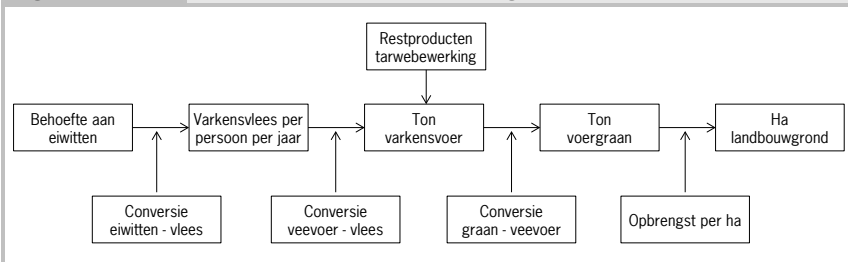 Restproducten
tarwebewerking
Behoefte aan
eiwitten
Varkensvlees per
persoon per jaar
Ton
varkensvoer
Ton
voergraan
Ha
landbouwgrond
Conversie
eiwitten - vlees
Conversie
veevoer - vlees
Conversie
graan - veevoer
Opbrengst per ha